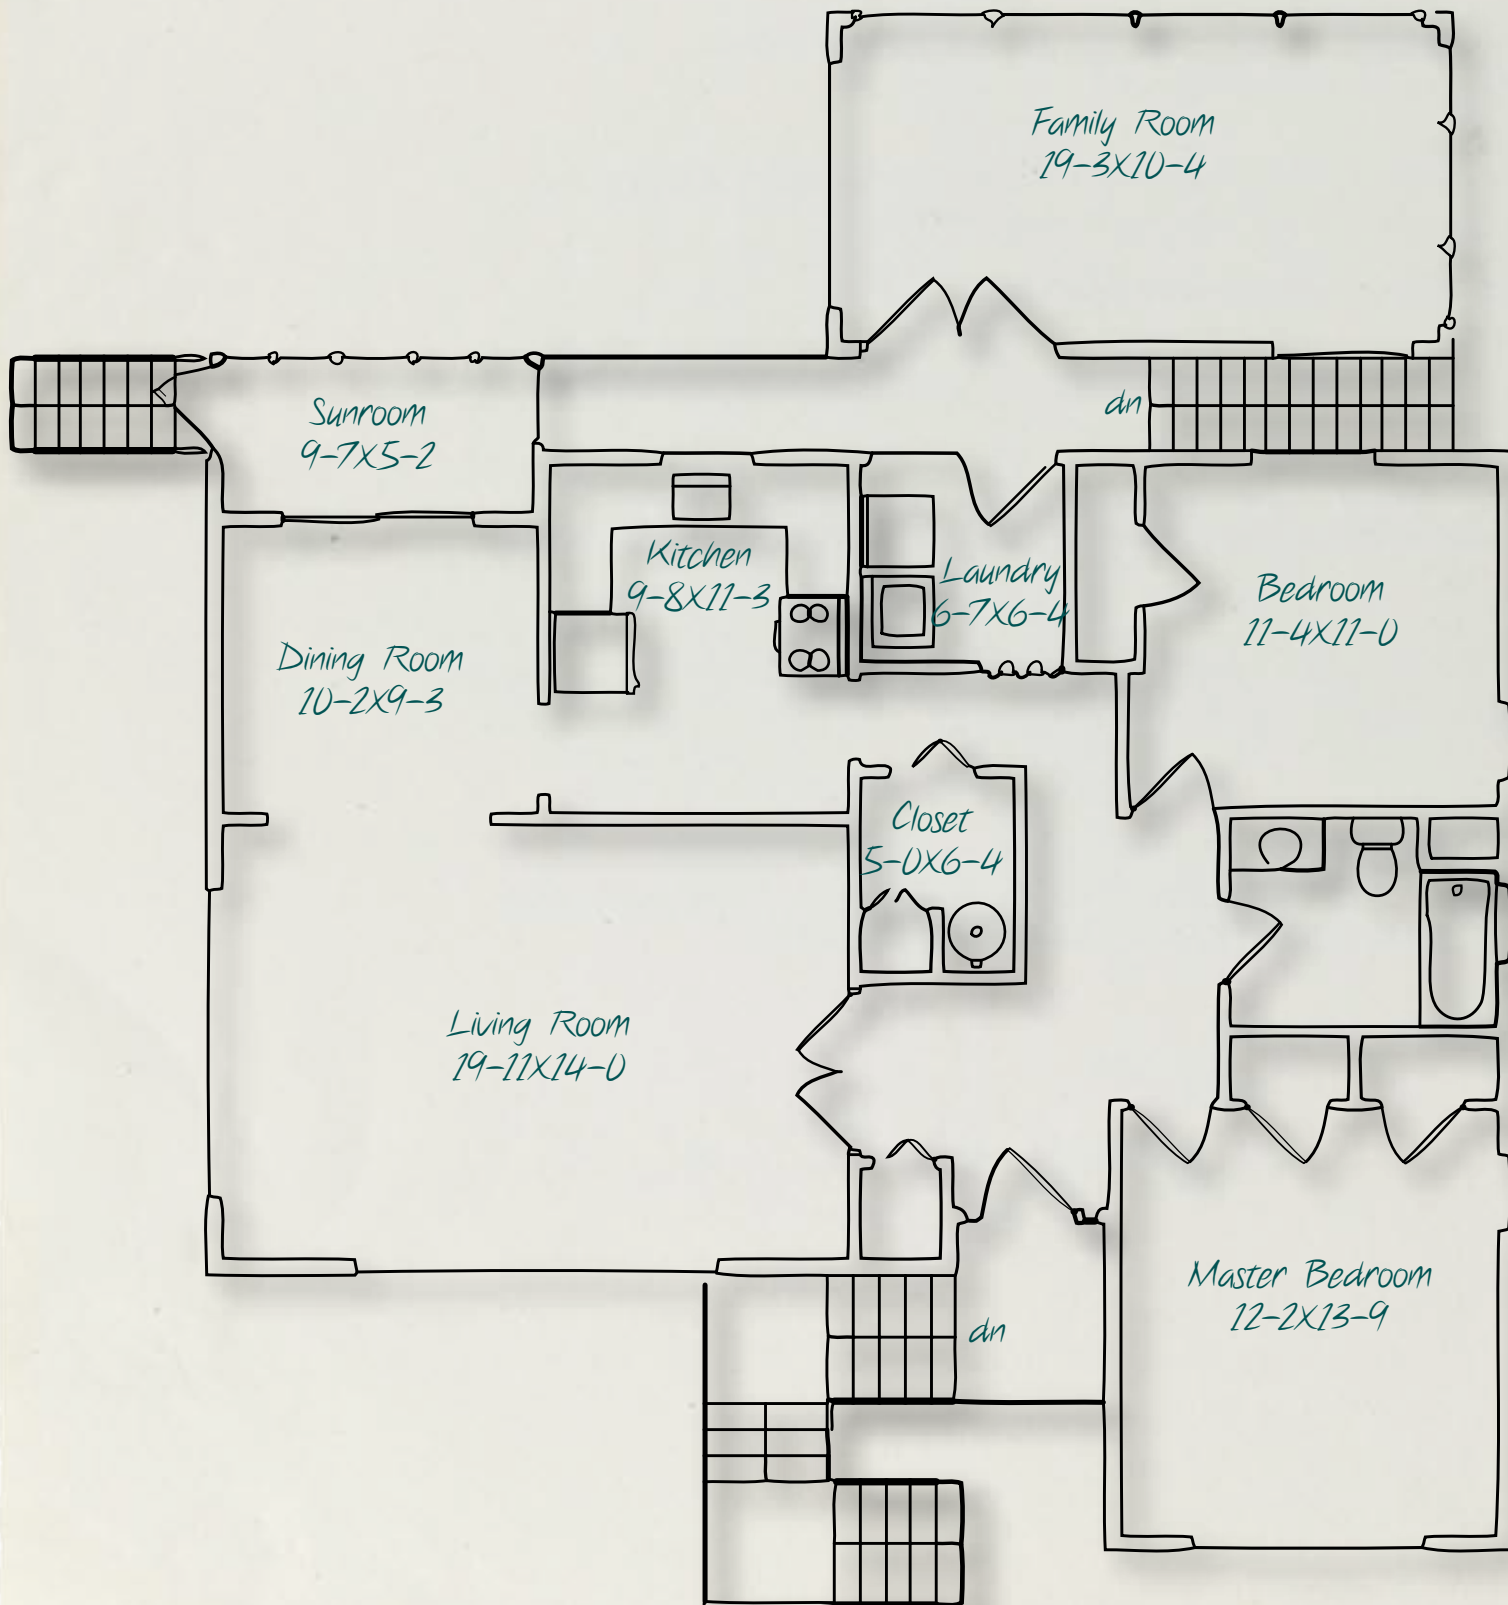 Family Room
19-3X10-4
dn
Sunroom
9-7X5-2
Kitchen
9-8X11-3
Laundry
6-7X6-4
Bedroom
11-4X11-0
Dining Room
10-2X9-3
Closet
5-0X6-4
Living Room
19-11X14-0
Master Bedroom
12-2X13-9
dn